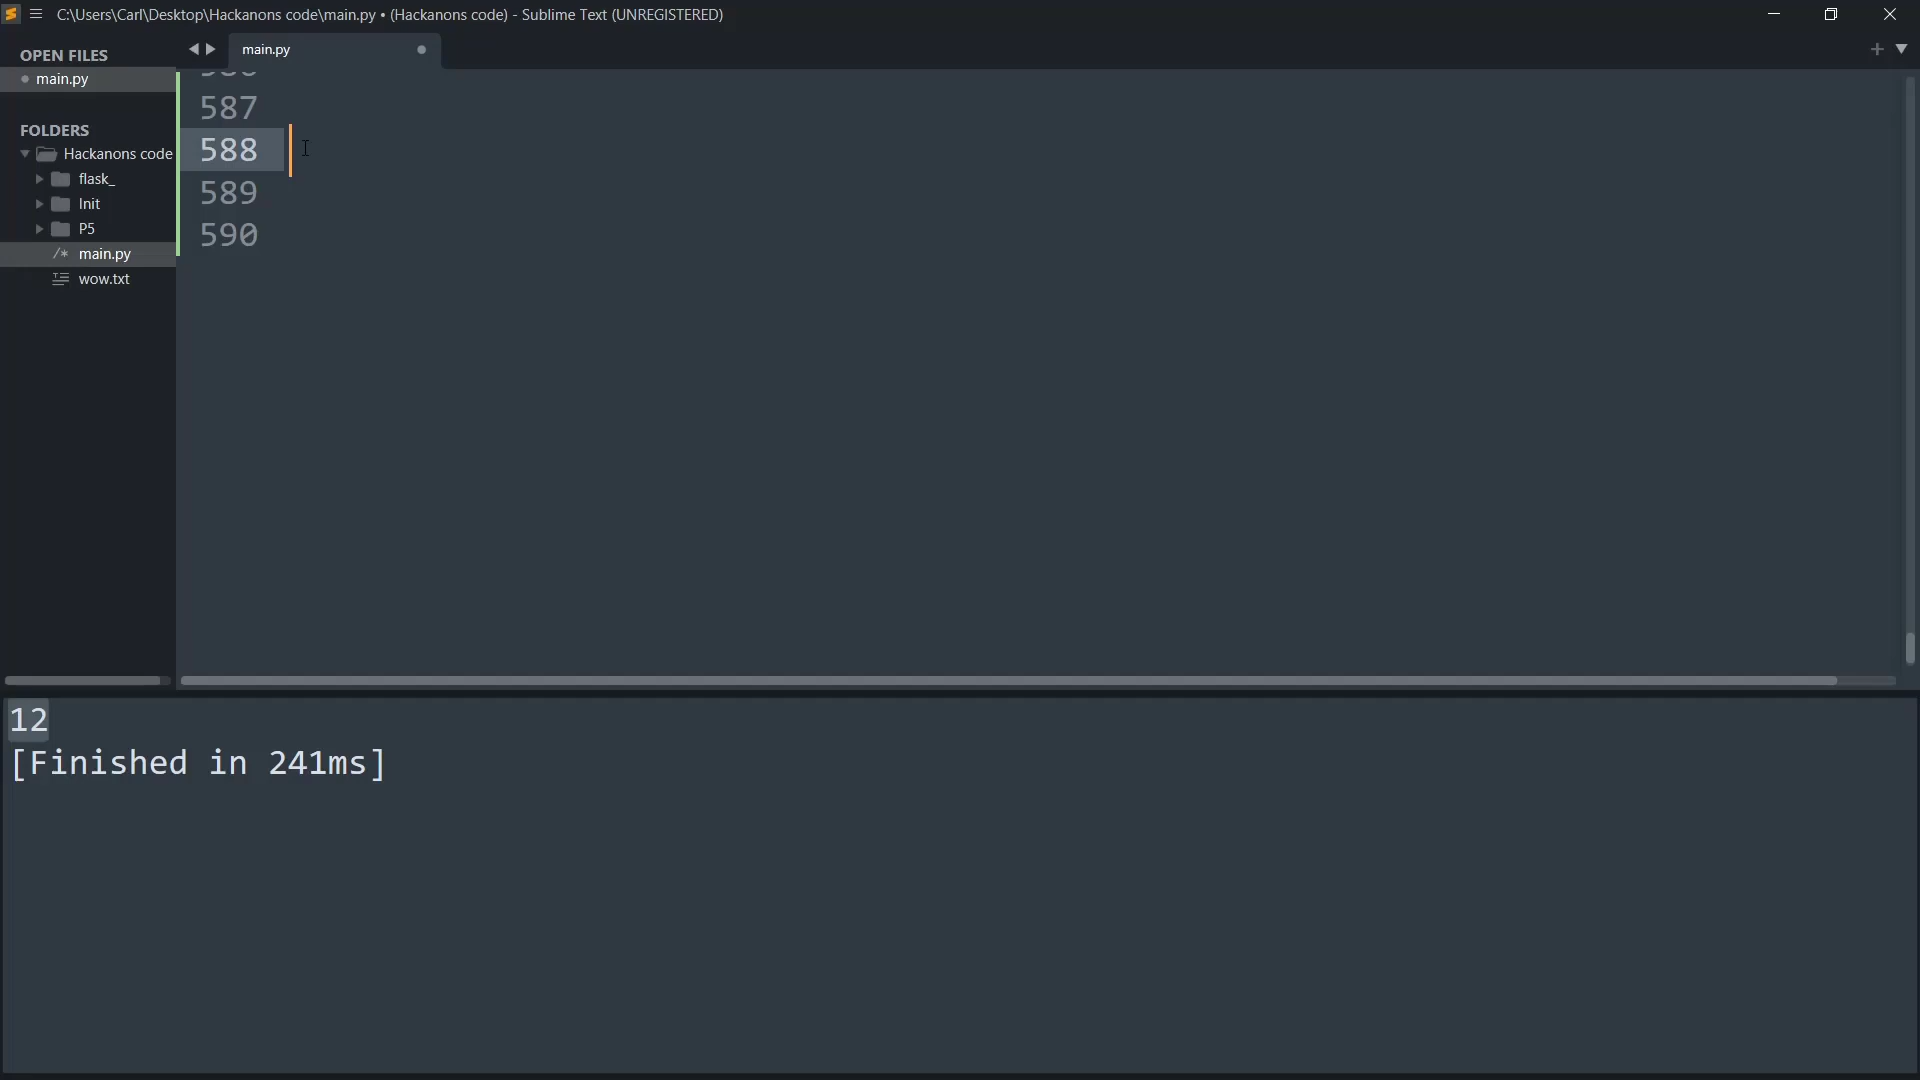 C:\Users\Carl\Desktop\Hackanons code\main.py • (Hackanons code) - Sublime Text (UNREGISTERED)
OPEN FILES
main.py
main.py
FOLDERS
Hackanons code
flask_
Init
P5
/* main.py
wow.txt
587
588
589
590
12
[Finished in 241ms]